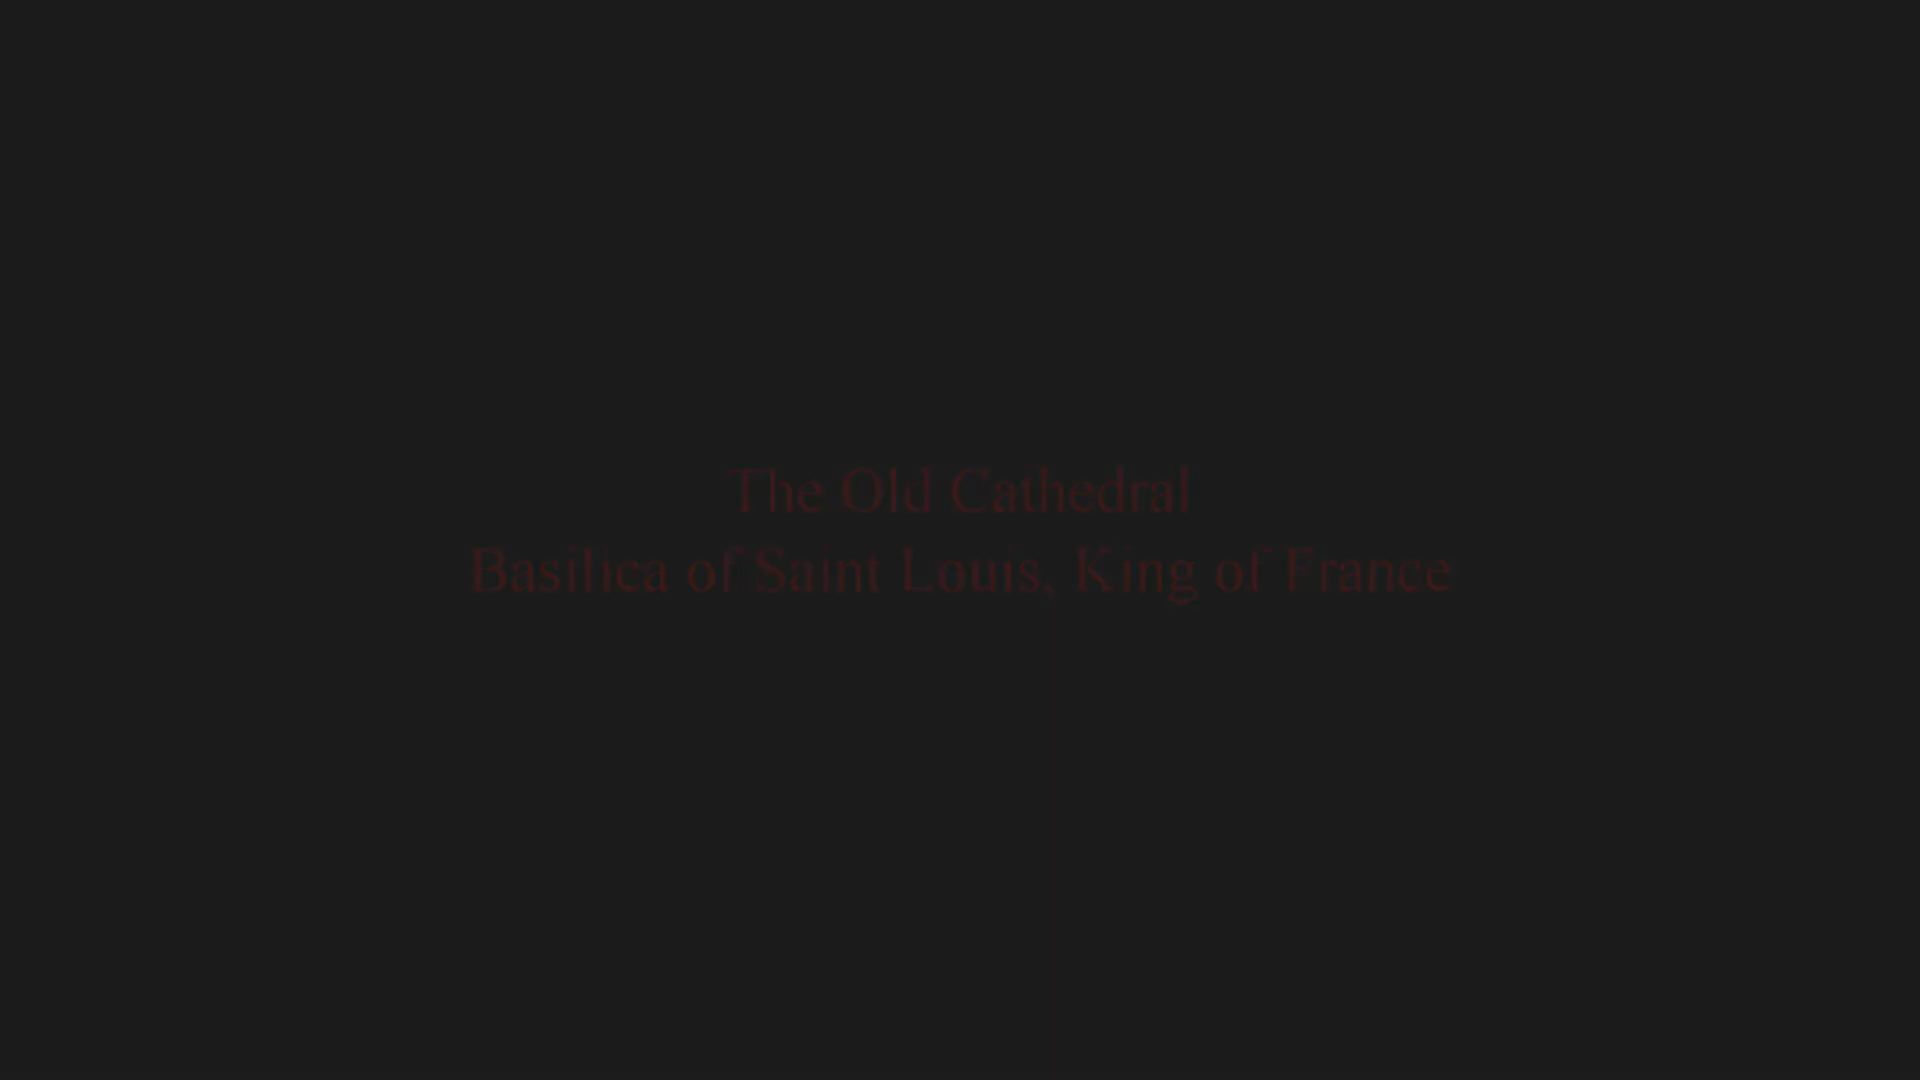 The Old Cathedral
Basilica of Saint Louis, King of France